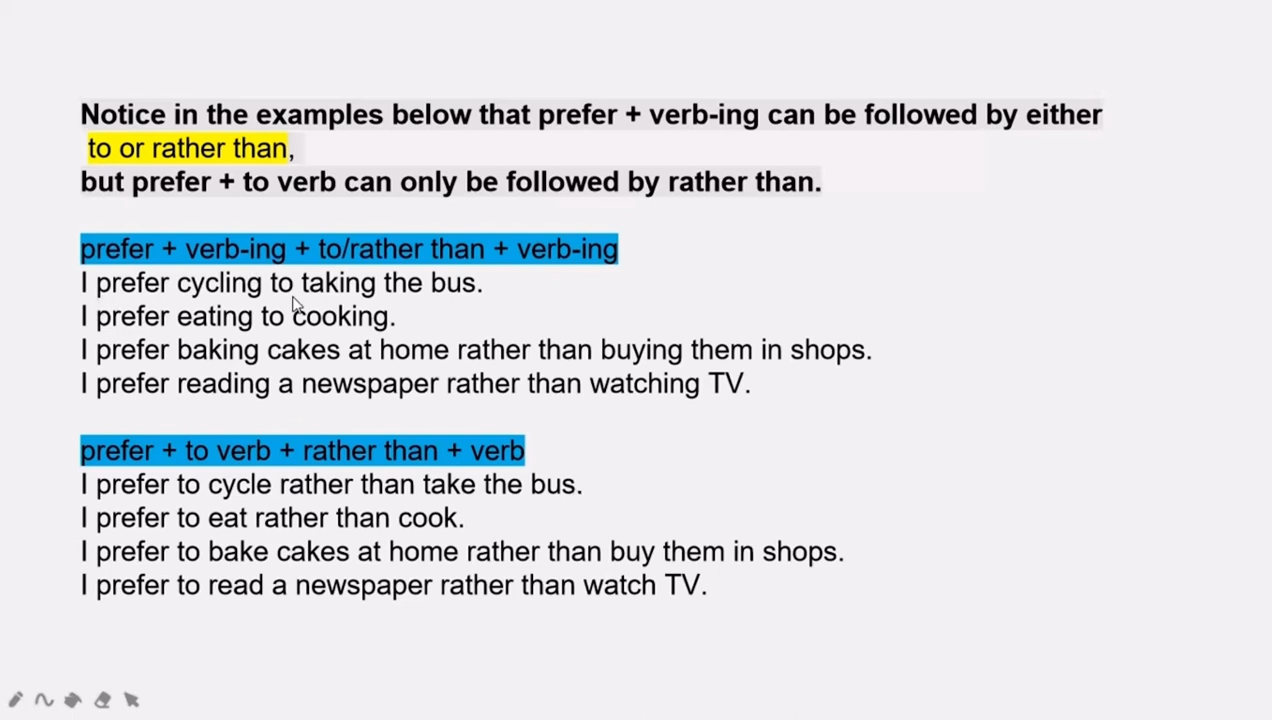 Notice in the examples below that prefer + verb-ing can be followed by either
to or rather than,
but prefer + to verb can only be followed by rather than.
prefer + verb-ing + to/rather than + verb-ing
I prefer cycling to taking the bus.
I prefer eating to cooking.
I prefer baking cakes at home rather than buying them in shops.
I prefer reading a newspaper rather than watching TV.
prefer + to verb + rather than + verb
I prefer to cycle rather than take the bus.
I prefer to eat rather than cook.
I prefer to bake cakes at home rather than buy them in shops.
I prefer to read a newspaper rather than watch TV.